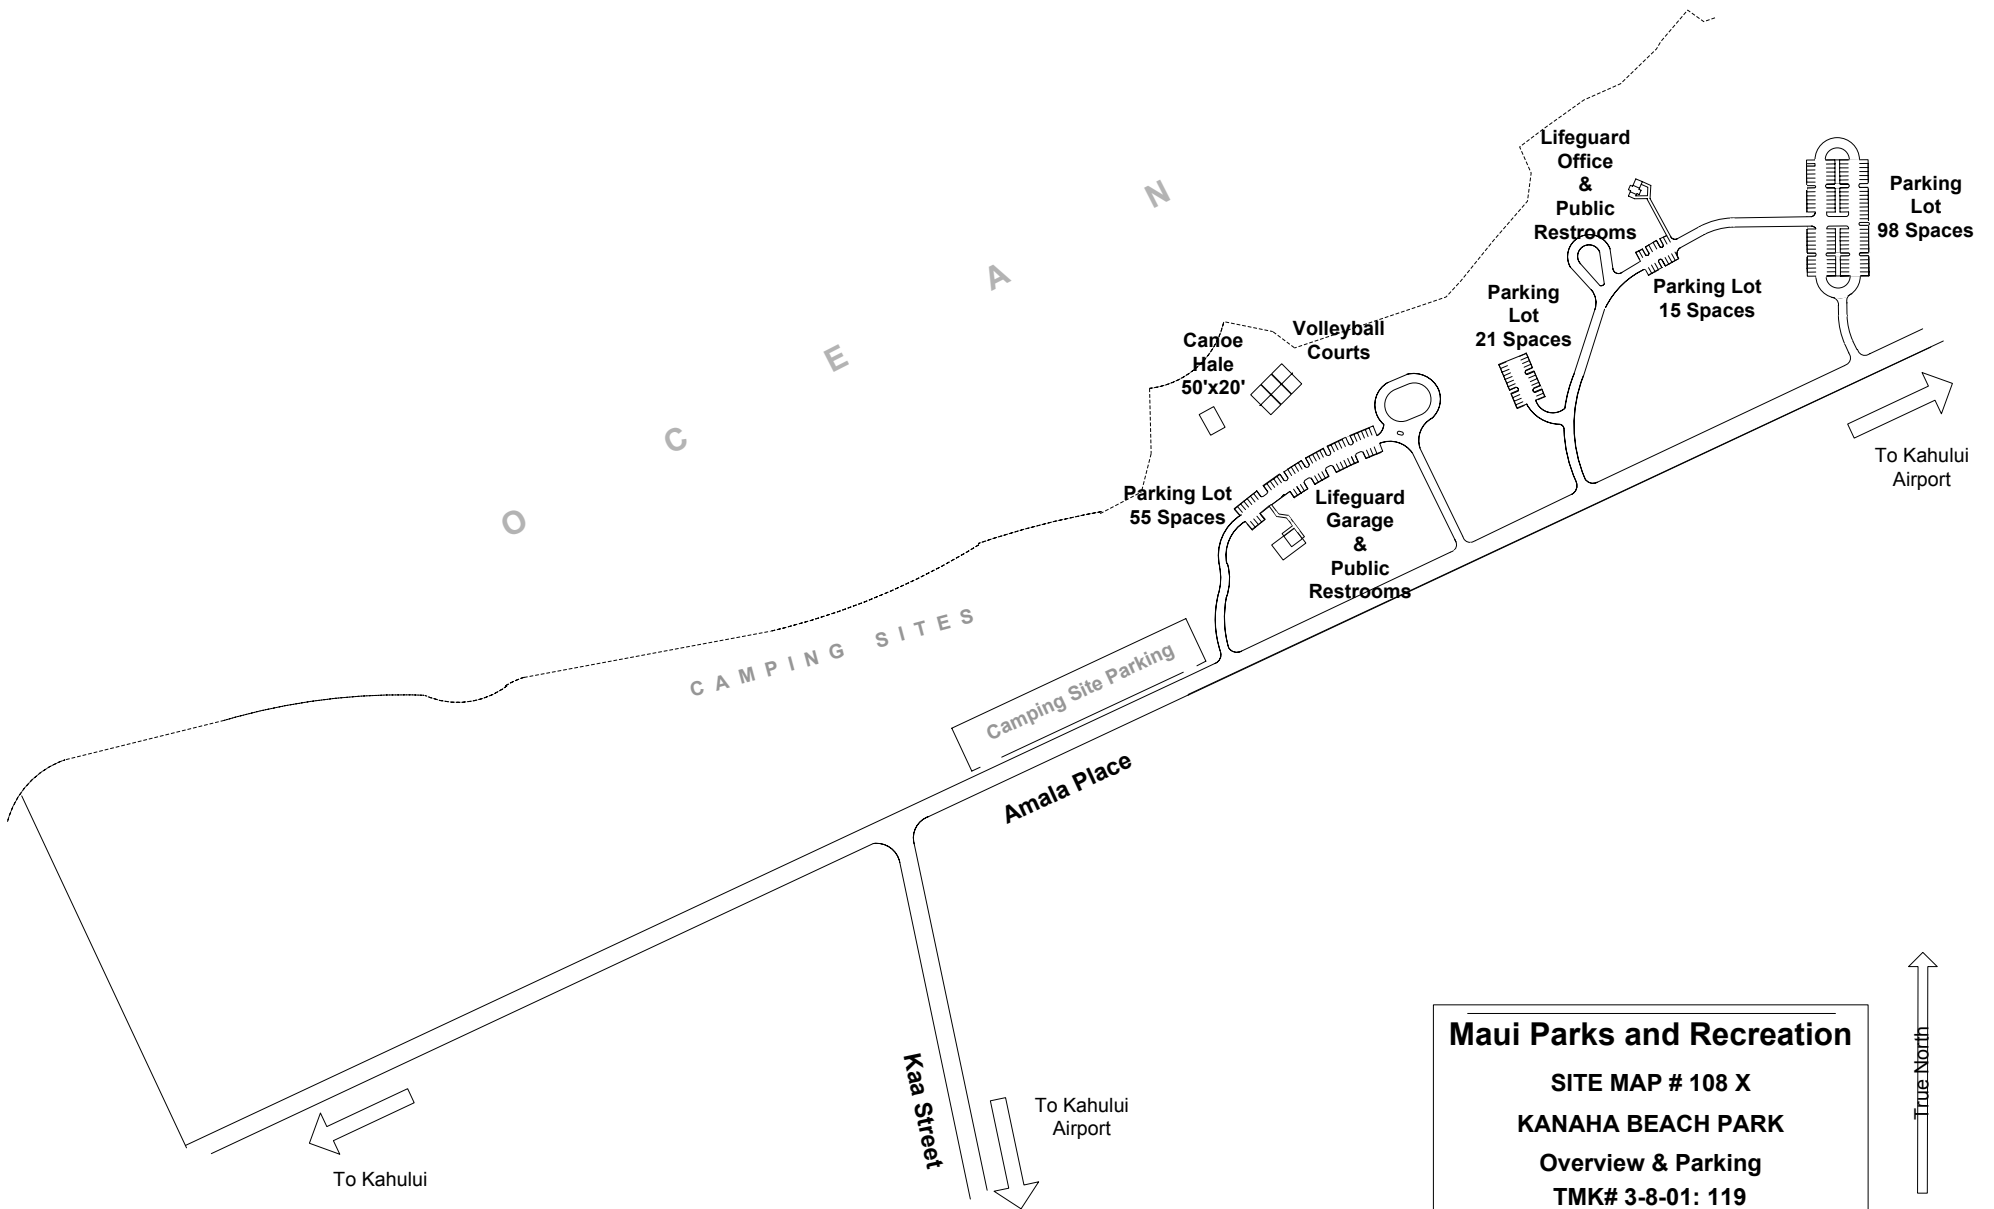 O C E A N
Lifeguard
Office
&
Public
Restrooms
Parking
Lot
98 Spaces
Parking Lot
15 Spaces
Parking
Lot
21 Spaces
Volleyball
Courts
Canoe
Hale
50'x20'
Parking Lot
55 Spaces
Lifeguard
Garage
&
Public
Restrooms
To Kahului
Airport
CAMPING SITES
Camping Site Parking
Amala Place
Kaa Street
To Kahului
Airport
To Kahului
Maui Parks and Recreation
SITE MAP # 108 X
KANAHA BEACH PARK
Overview & Parking
TMK# 3-8-01: 119
True North